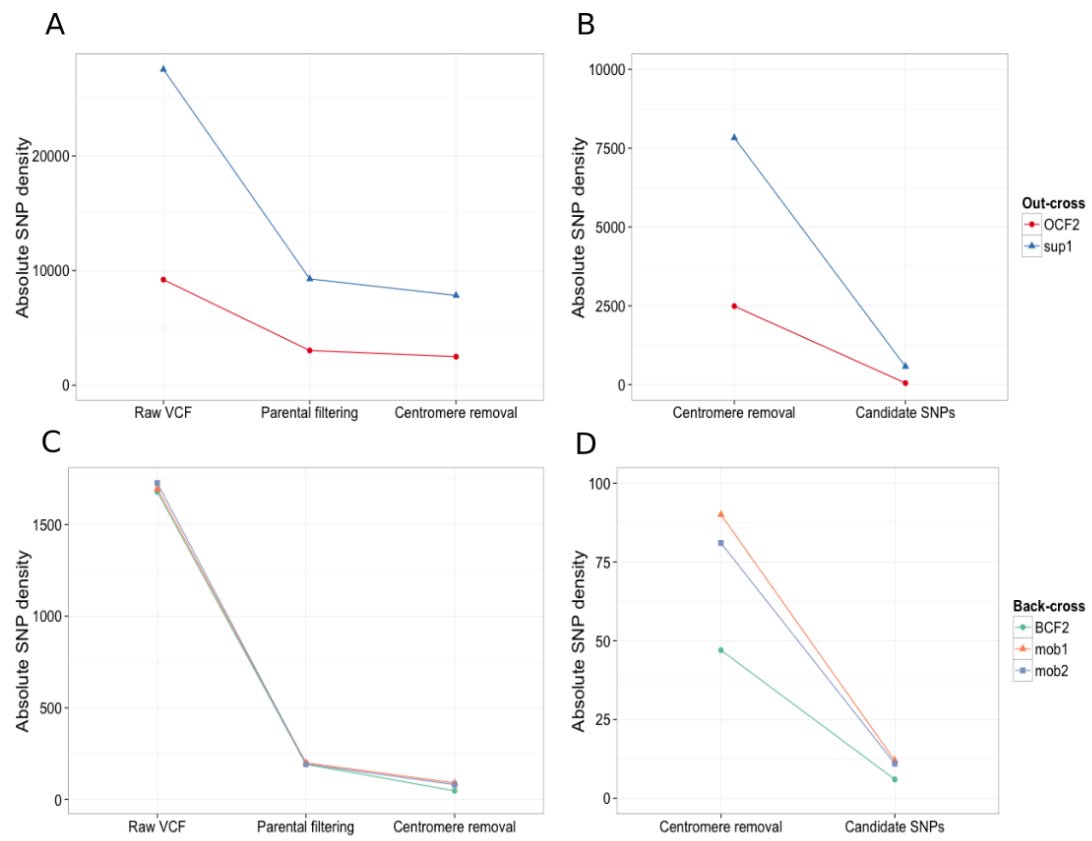 A
Absolute SNP density
20000
10000
0
Raw VCF
Parental filtering
Centromere removal
B
Absolute SNP density
10000
7500
5000
2500
0
Centromere removal
Candidate SNPs
Out-cross
OCF2
sup1
C
Absolute SNP density
1500
1000
500
0
Raw VCF
Parental filtering
Centromere removal
D
Absolute SNP density
100
75
50
25
0
Centromere removal
Candidate SNPs
Back-cross
BCF2
mob1
mob2